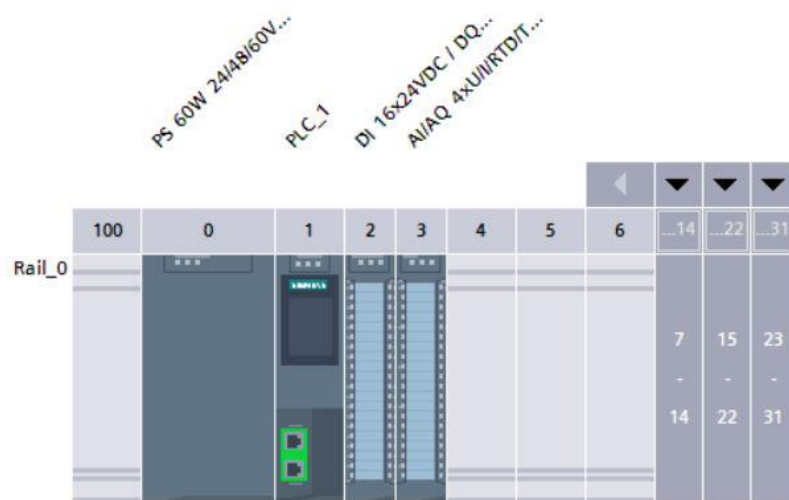 PS 60W 24/48/60V...
PLC_1
DI 16x24VDC / DQ...
AI/AQ 4xU/I/RTD/T...
100 0 1 2 3 4 5 6 ...14 ...22 ...31
Rail_0
SIEMENS
7 15 23
- - -
14 22 31